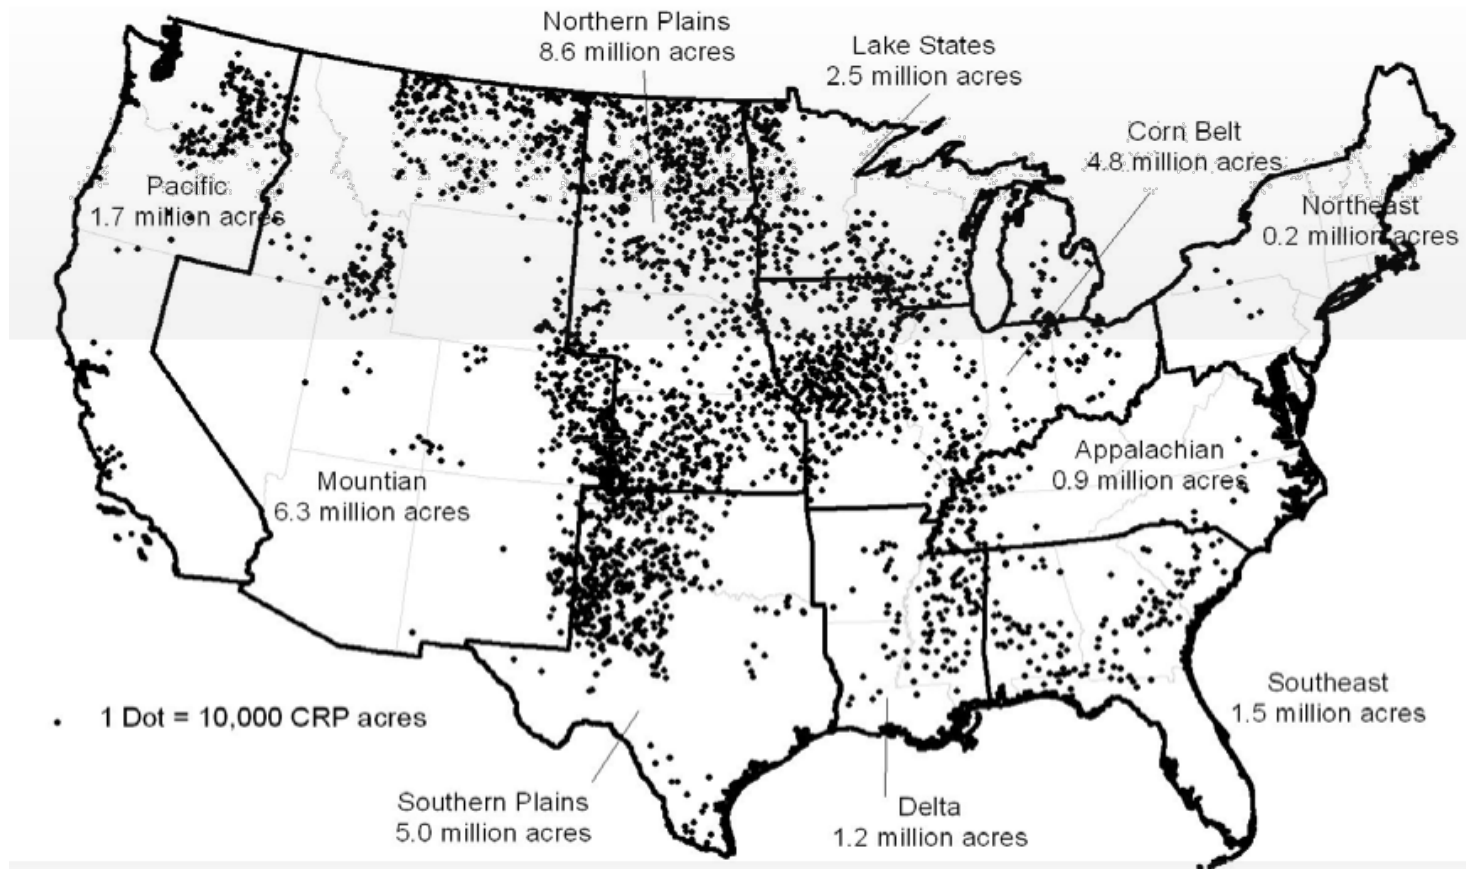 Northern Plains
8.6 million acres
Lake States
2.5 million acres
Corn Belt
4.8 million acres
Pacific
1.7 million acres
Northeast
0.2 million acres
Appalachian
0.9 million acres
Mountian
6.3 million acres
Southeast
1.5 million acres
1 Dot = 10,000 CRP acres
Southern Plains
5.0 million acres
Delta
1.2 million acres